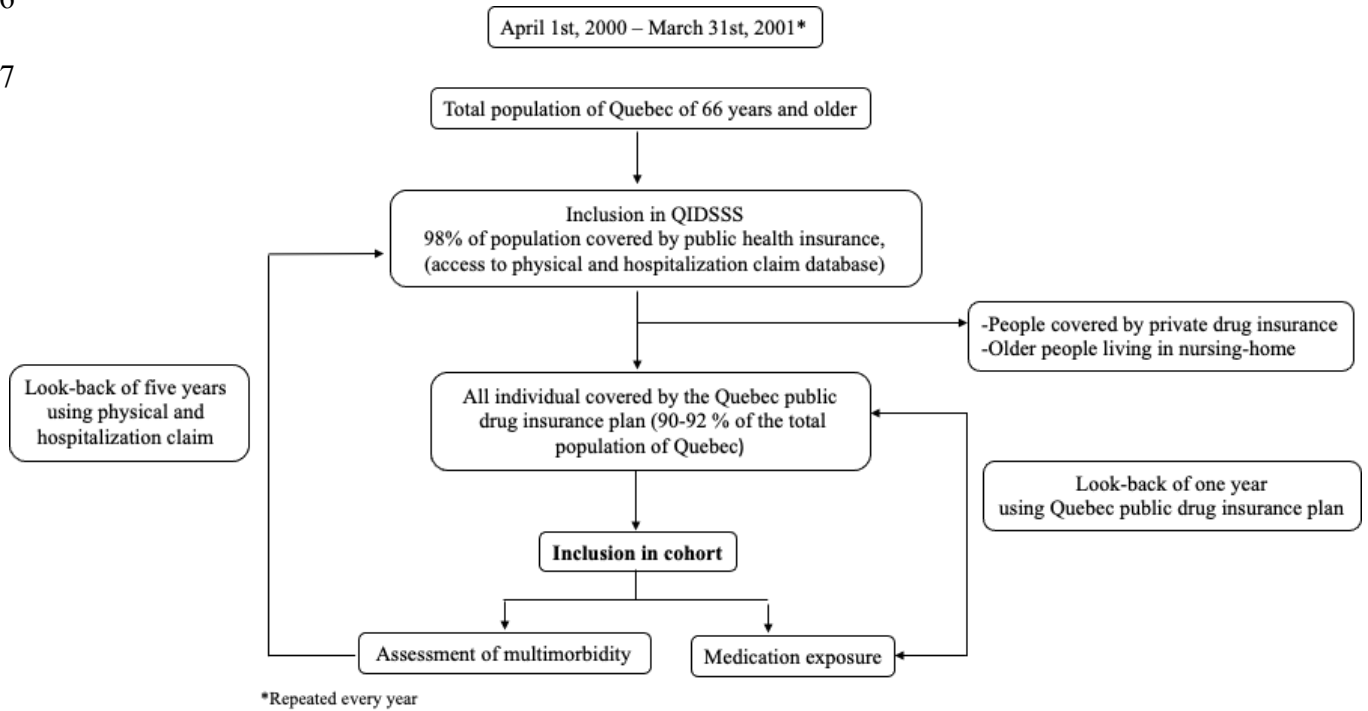 6
April 1st, 2000 – March 31st, 2001*
7
Total population of Quebec of 66 years and older
Inclusion in QIDSSS
98% of population covered by public health insurance,
(access to physical and hospitalization claim database)
-People covered by private drug insurance
-Older people living in nursing-home
Look-back of five years
using physical and
hospitalization claim
All individual covered by the Quebec public
drug insurance plan (90-92 % of the total
population of Quebec)
Look-back of one year
using Quebec public drug insurance plan
Inclusion in cohort
Assessment of multimorbidity
Medication exposure
*Repeated every year